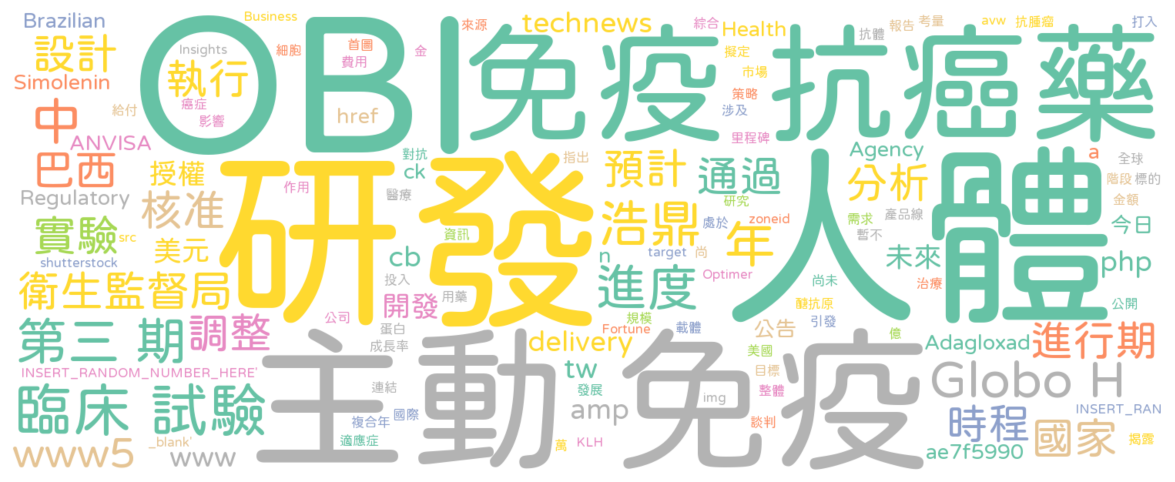 Brazilian
Business
technews
綜合
Health
來源
抗體
報告
考量
avw
抗腫瘤
打入
設計
Insights
細胞
首圖
費用
金
OBI
免疫
抗癌藥
執行
擬定
市場
Simolenin
癌症
影響
給付
href
策略
涉及
中
ANVISA
里程碑
巴西
Regulatory
授權
對抗
ck
作用
醫療
研發
指出
預計
通過
研究
Agency
a
全球
階段
標的
金額
分析
人體
核准
實驗
src
美元
shutterstock
資訊
浩鼎
處於
年
zoneid
需求
產品線
暫不
今日
cb
n
target
尚
未來
php
衛生監督局
投入
用藥
進度
Optimer
尚未
治療
開發
醣抗原
公開
第三 期
調整
公司
蛋白
成長率
規模
Fortune
載體
引發
公告
億
delivery
美國
Adagloxad
進行期
INSERT_RANDOM_NUMBER_HERE'
主動
免疫
連結
tw
發展
目標
整體
Globo H
臨床 試驗
複合年
國際
amp
img
談判
INSERT_RAN
時程
國家
揭露
www5
_blank'
www
適應症
萬
KLH
ae7f5990